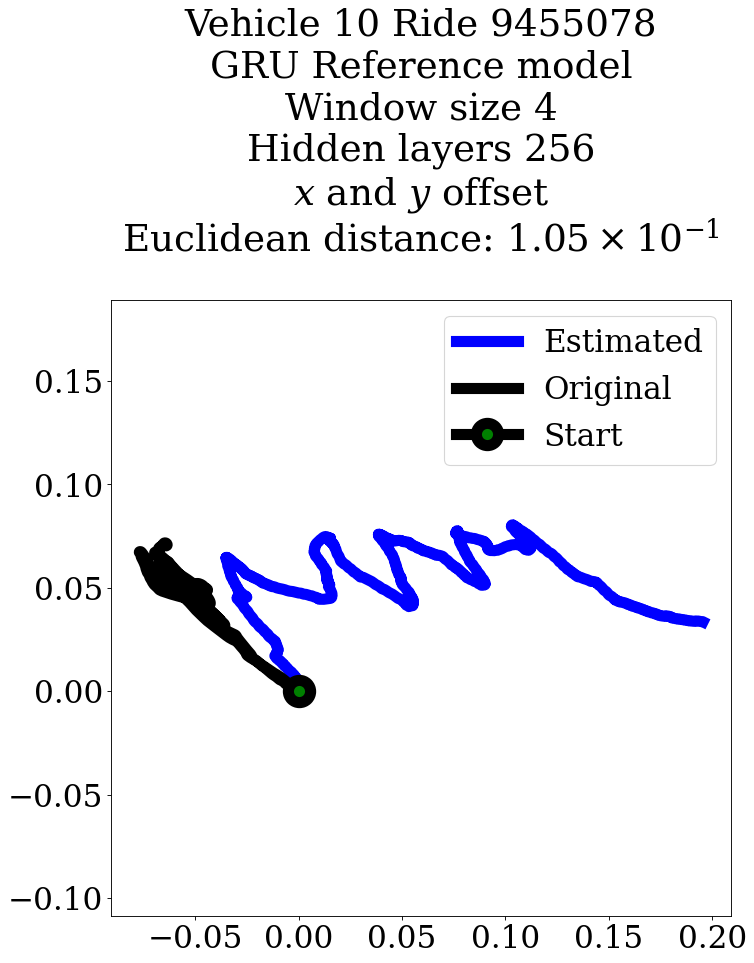 Vehicle 10 Ride 9455078
GRU Reference model
Window size 4
Hidden layers 256
x and y offset
Euclidean distance: 1.05 × 10⁻¹
Estimated
Original
Start
0.15
0.10
0.05
0.00
−0.05
−0.10
−0.05 0.00 0.05 0.10 0.15 0.20